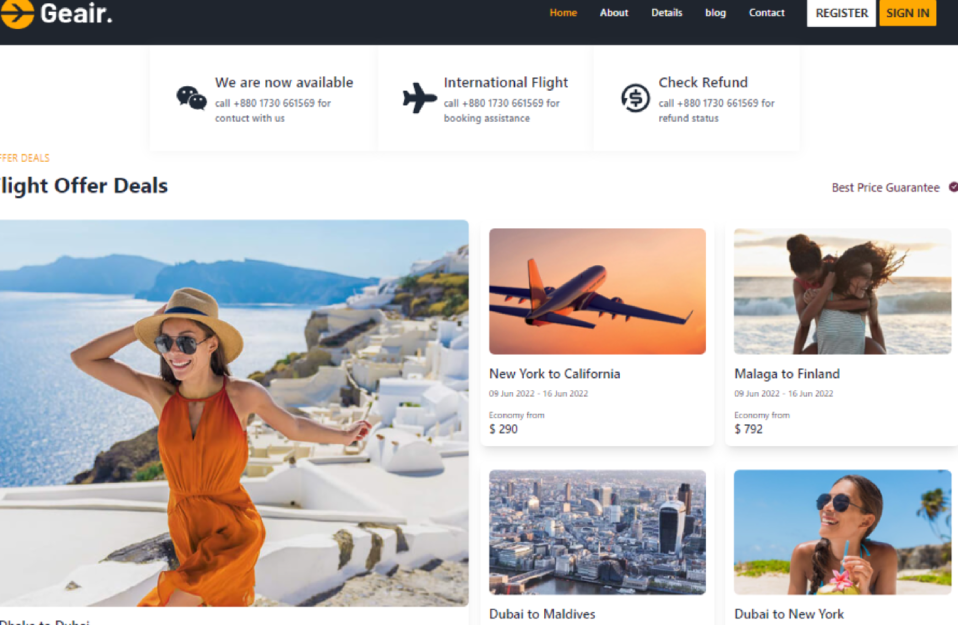 Geair.
Home About Details blog Contact REGISTER SIGN IN
We are now available
call +880 1730 661569 for
contuct with us
International Flight
call +880 1730 661569 for
booking assistance
Check Refund
call +880 1730 661569 for
refund status
FFER DEALS
light Offer Deals
Best Price Guarantee
New York to California
09 Jun 2022 - 16 Jun 2022
Economy from
$ 290
Malaga to Finland
09 Jun 2022 - 16 Jun 2022
Economy from
$ 792
Dubai to Maldives
Dubai to New York
Dhaka to Dubai